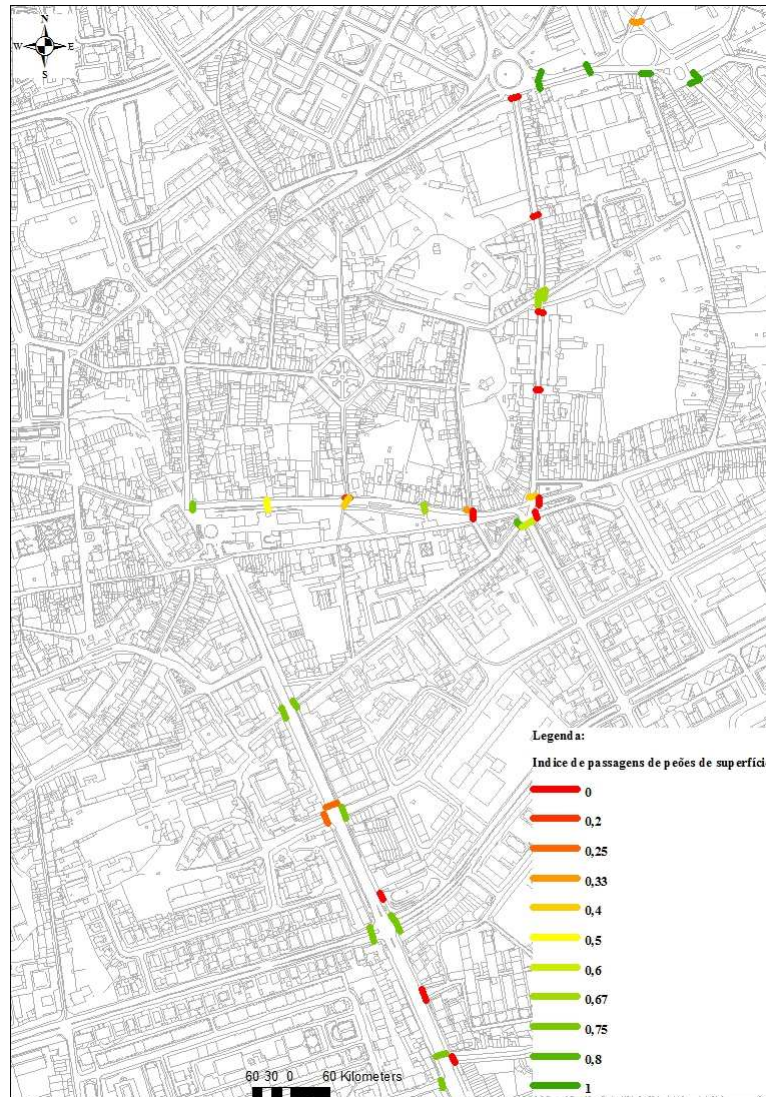 N
W E
S
Legenda:
Indice de passagens de peões de superfíci
0
0,2
0,25
0,33
0,4
0,5
0,6
0,67
0,75
0,8
1
60 30 0 60 Kilometers